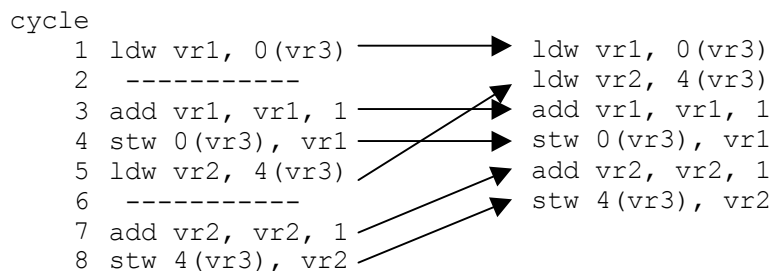 cycle
1 ldw vr1, 0(vr3)
2 -----------
3 add vr1, vr1, 1
4 stw 0(vr3), vr1
5 ldw vr2, 4(vr3)
6 -----------
7 add vr2, vr2, 1
8 stw 4(vr3), vr2
ldw vr1, 0(vr3)
ldw vr2, 4(vr3)
add vr1, vr1, 1
stw 0(vr3), vr1
add vr2, vr2, 1
stw 4(vr3), vr2